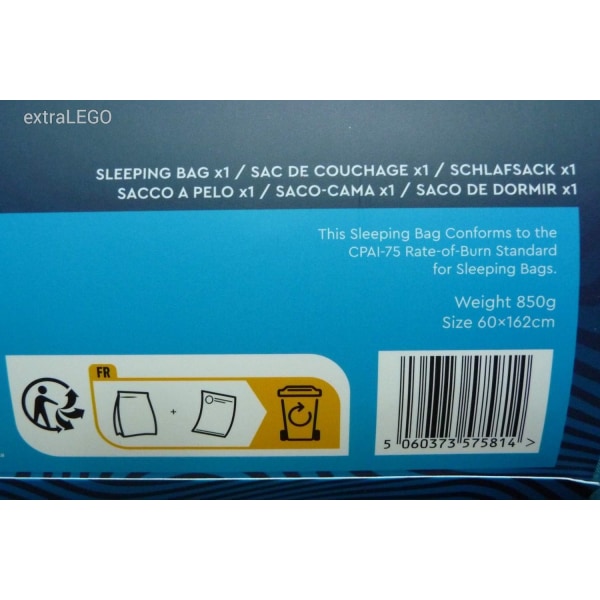 extraLEGO
SLEEPING BAG x1 / SAC DE COUCHAGE x1 / SCHLAFSACK x1
SACCO A PELO x1 / SACO-CAMA x1 / SACO DE DORMIR x1
This Sleeping Bag Conforms to the
CPAI-75 Rate-of-Burn Standard
for Sleeping Bags.
Weight 850g
Size 60×162cm
FR
+
5 060373 575814 >